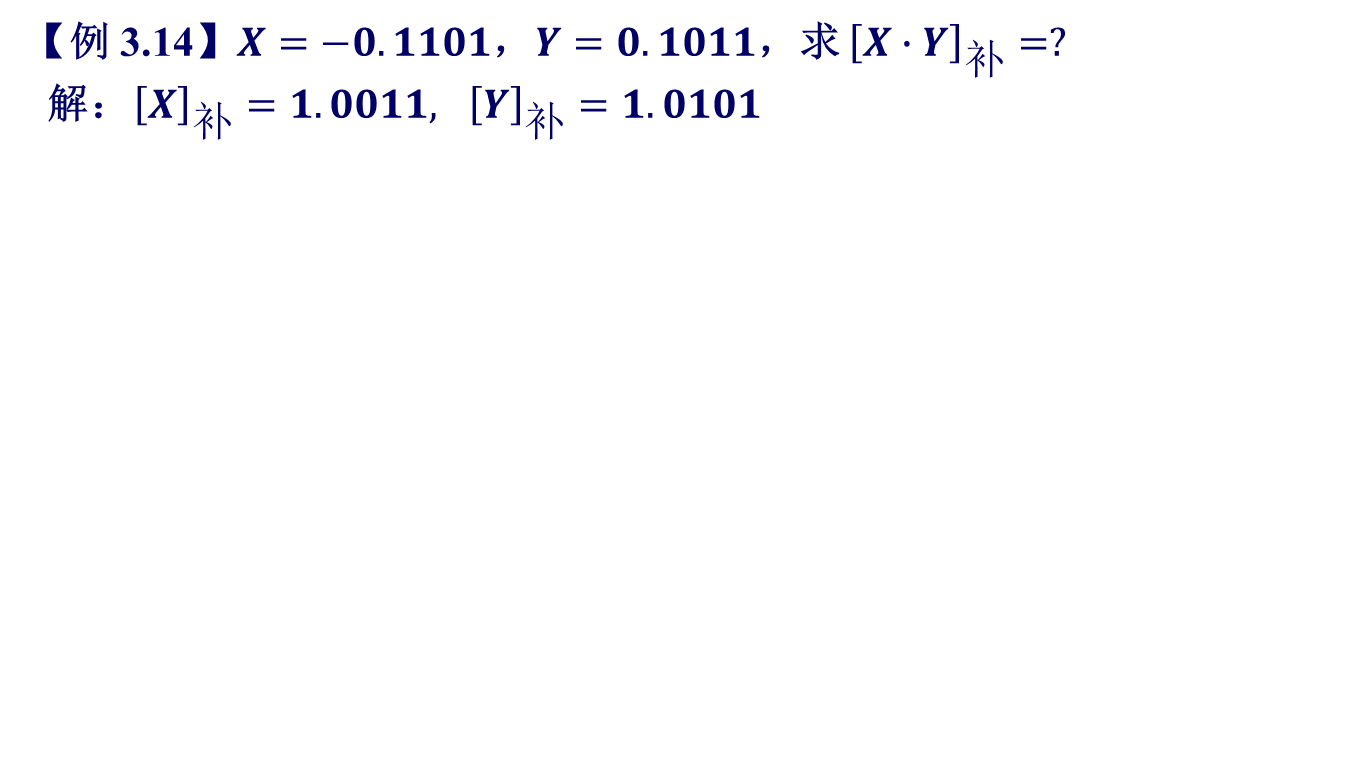 【例 3.14】X = −0.1101，Y = 0.1011，求 [X · Y]补 =?
解：[X]补 = 1.0011,  [Y]补 = 1.0101